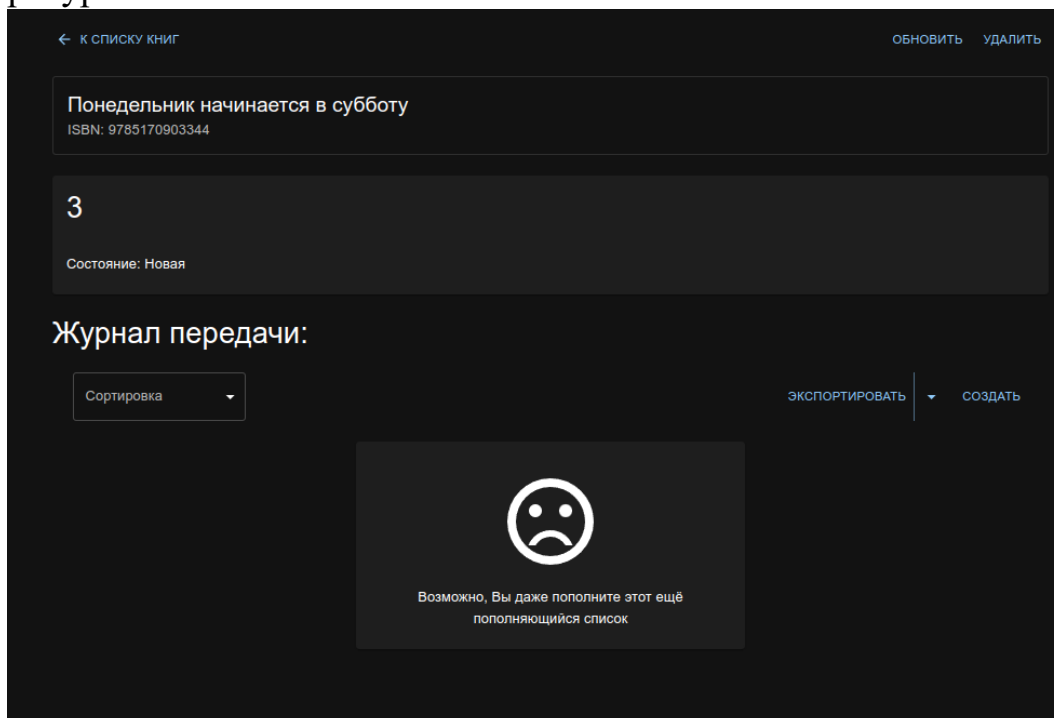 К СПИСКУ КНИГ
ОБНОВИТЬ УДАЛИТЬ
Понедельник начинается в субботу
ISBN: 9785170903344
3
Состояние: Новая
Журнал передачи:
Сортировка
ЭКСПОРТИРОВАТЬ СОЗДАТЬ
Возможно, Вы даже пополните этот ещё
пополняющийся список